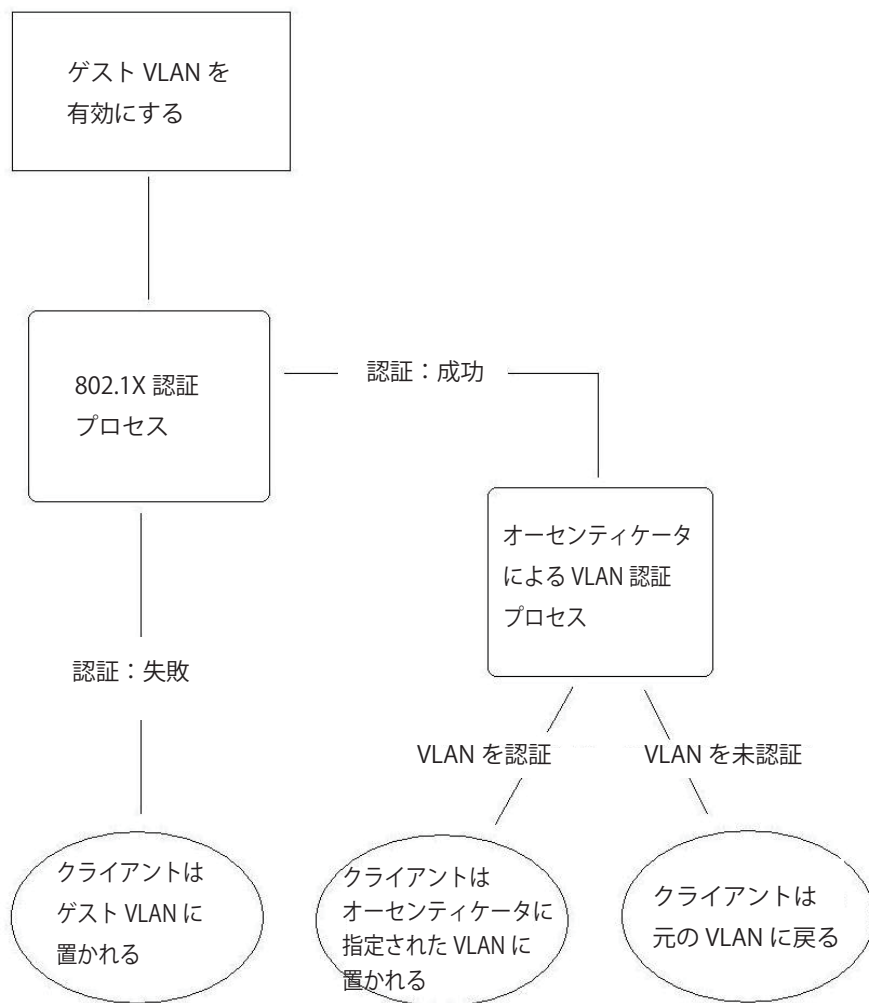 ゲスト VLAN を
有効にする
802.1X 認証
プロセス
認証：成功
オーセンティケータ
による VLAN 認証
プロセス
認証：失敗
VLAN を認証
VLAN を未認証
クライアントは
ゲスト VLAN に
置かれる
クライアントは
オーセンティケータに
指定された VLAN に
置かれる
クライアントは
元の VLAN に戻る